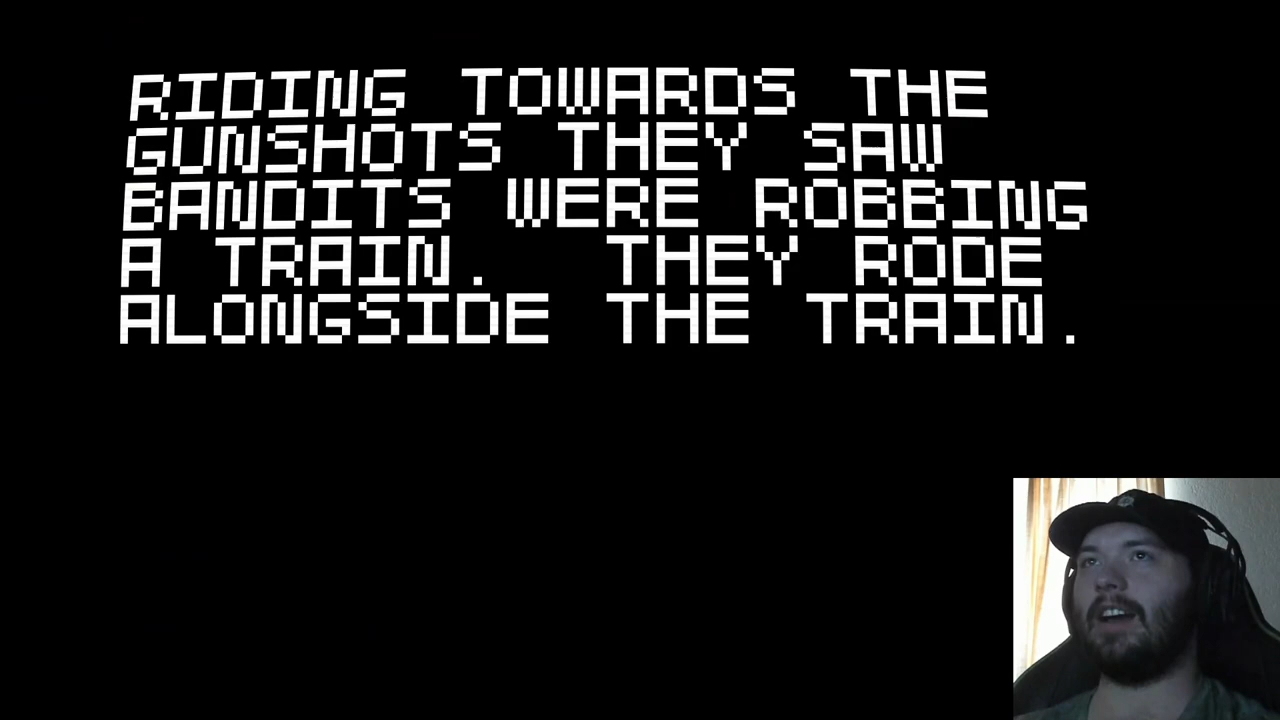 RIDING TOWARDS THE
GUNSHOTS THEY SAW
BANDITS WERE ROBBING
A TRAIN.  THEY RODE
ALONGSIDE THE TRAIN.